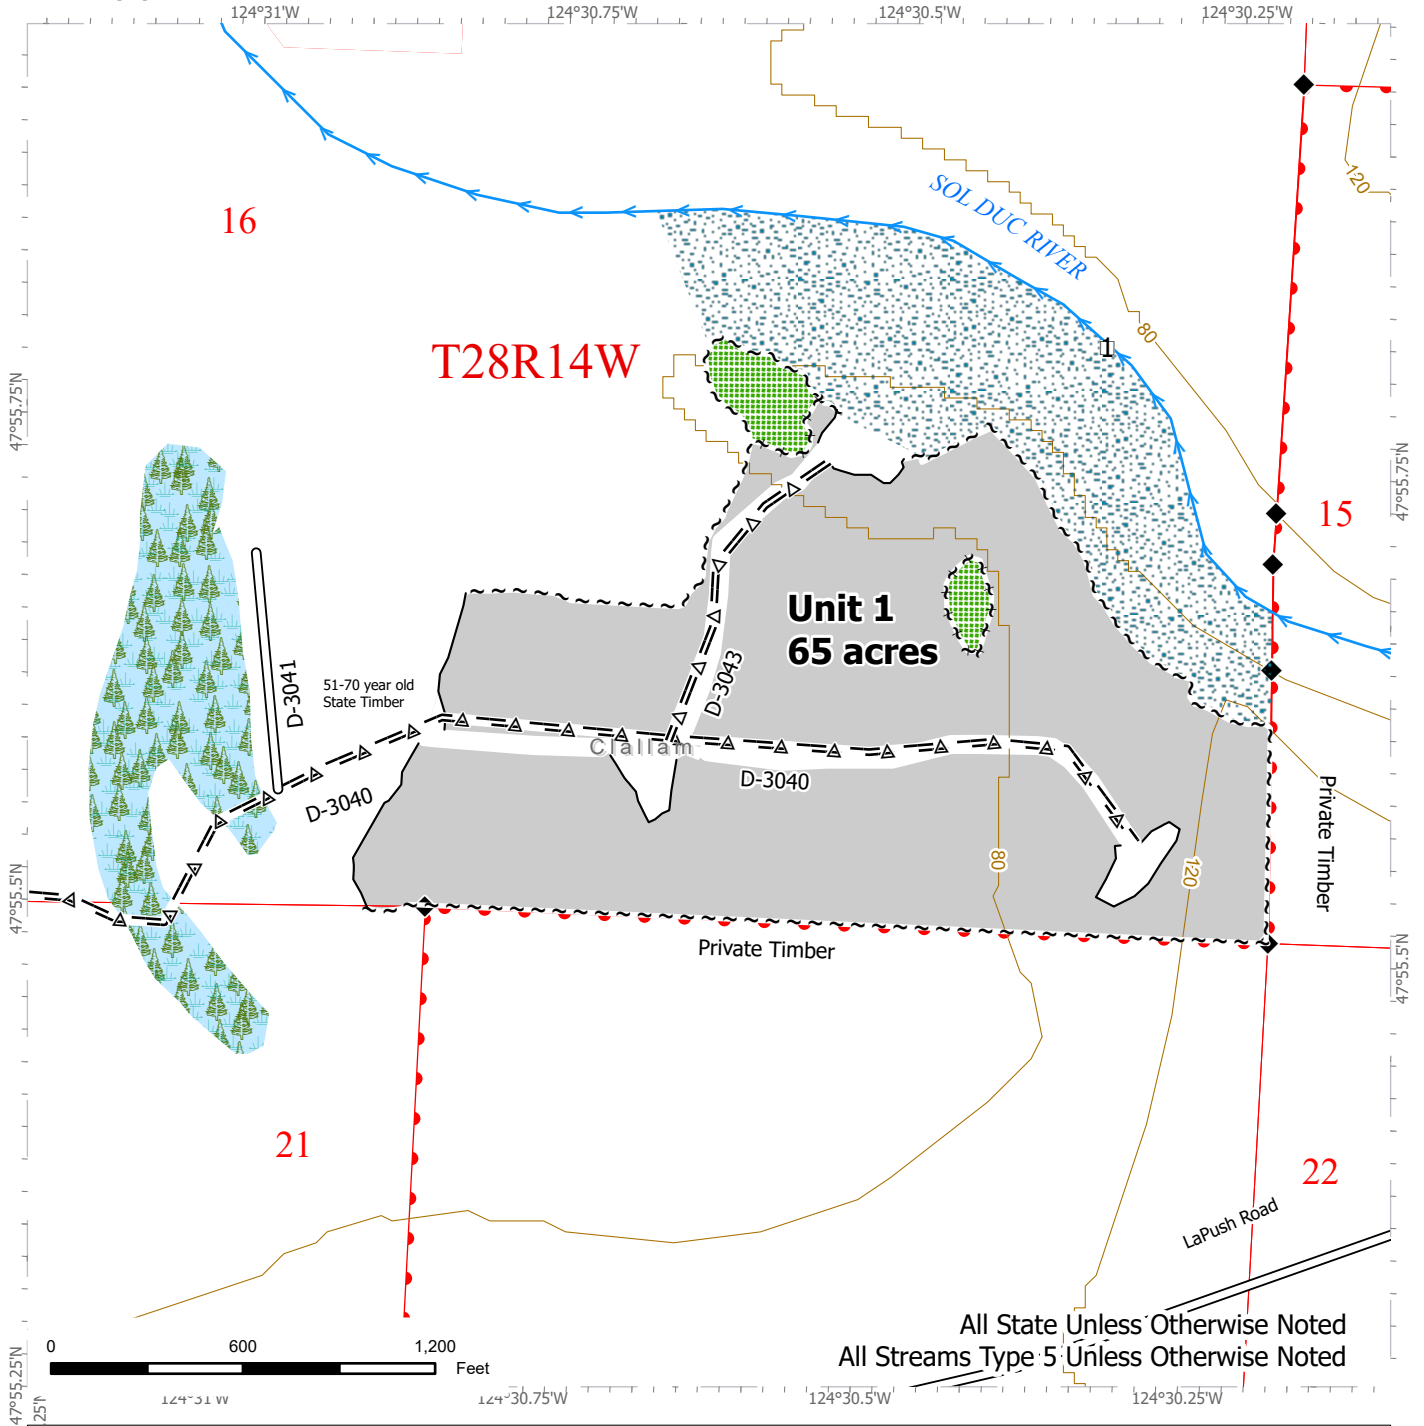 124°31'W
124°30.75'W
124°30.5'W
124°30.25'W
120
SOL DUC RIVER
16
80
1
T28R14W
47°55.75'N
47°55.75'N
15
Unit 1
65 acres
D-3041
51-70 year old
State Timber
D-3043
Clallam
D-3040
D-3040
Private Timber
80
120
47°55.5'N
Private Timber
47°55.5'N
21
22
LaPush Road
All State Unless Otherwise Noted
All Streams Type 5 Unless Otherwise Noted
0 600 1,200
Feet
47°55.25'N
124°31'W
124°30.75'W
124°30.5'W
124°30.25'W